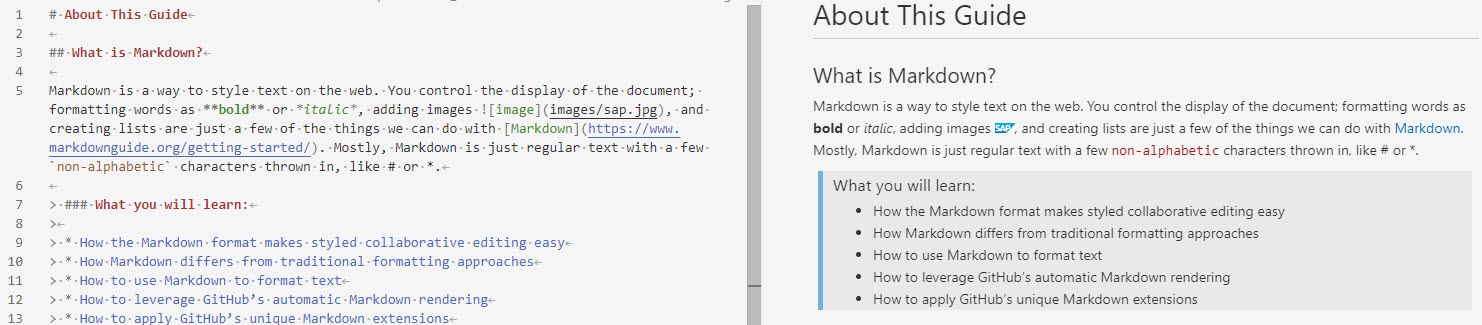 1 # About This Guide
2
3 ## What is Markdown?
4
5 Markdown is a way to style text on the web. You control the display of the document;
formatting words as **bold** or *italic*, adding images ![image](images/sap.jpg), and
creating lists are just a few of the things we can do with [Markdown](https://www.
markdownguide.org/getting-started/). Mostly, Markdown is just regular text with a few
`non-alphabetic` characters thrown in, like # or *.
6
7 > ### What you will learn:
8 >
9 > * How the Markdown format makes styled collaborative editing easy
10 > * How Markdown differs from traditional formatting approaches
11 > * How to use Markdown to format text
12 > * How to leverage GitHub’s automatic Markdown rendering
13 > * How to apply GitHub’s unique Markdown extensions
About This Guide
What is Markdown?
Markdown is a way to style text on the web. You control the display of the document; formatting words as
bold or italic, adding images SAP, and creating lists are just a few of the things we can do with Markdown.
Mostly, Markdown is just regular text with a few non-alphabetic characters thrown in, like # or *.
What you will learn:
• How the Markdown format makes styled collaborative editing easy
• How Markdown differs from traditional formatting approaches
• How to use Markdown to format text
• How to leverage GitHub’s automatic Markdown rendering
• How to apply GitHub’s unique Markdown extensions